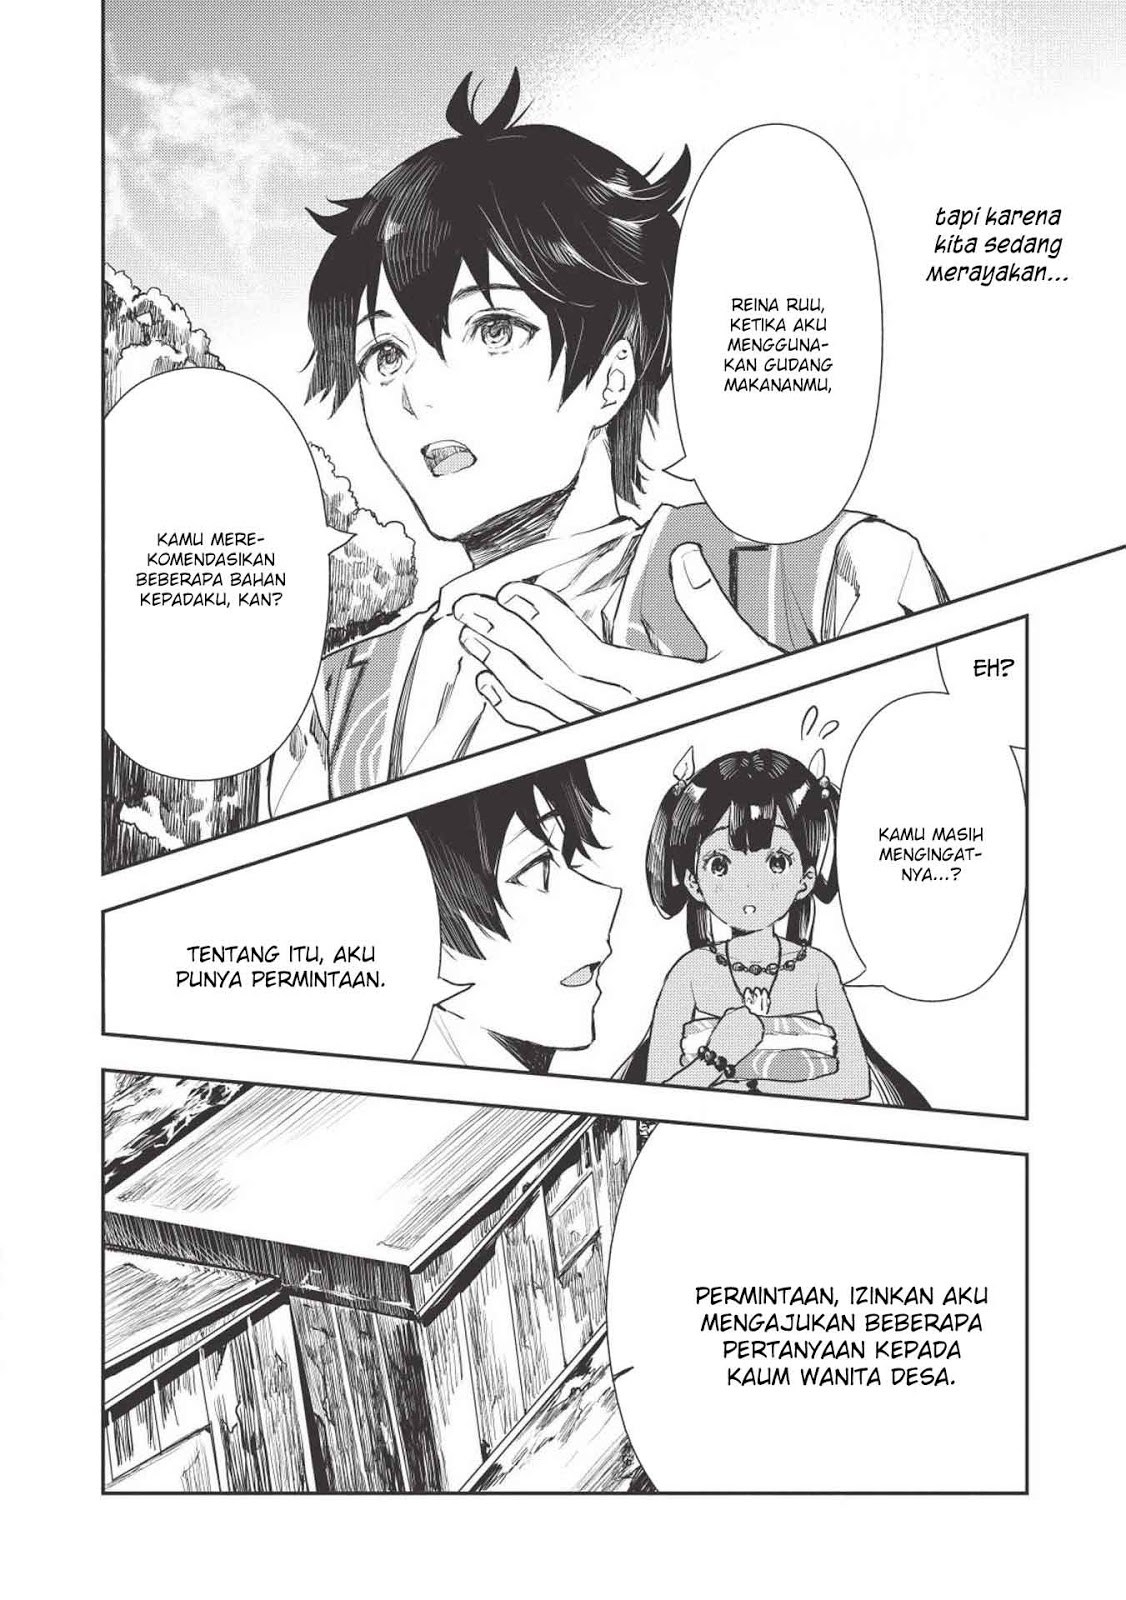 tapi karena
kita sedang
merayakan...
REINA RUU,
KETIKA AKU
MENGGUNA-
KAN GUDANG
MAKANANMU,
KAMU MERE-
KOMENDASIKAN
BEBERAPA BAHAN
KEPADAKU, KAN?
EH?
KAMU MASIH
MENGINGAT-
NYA...?
TENTANG ITU, AKU
PUNYA PERMINTAAN.
PERMINTAAN, IZINKAN AKU
MENGAJUKAN BEBERAPA
PERTANYAAN KEPADA
KAUM WANITA DESA.